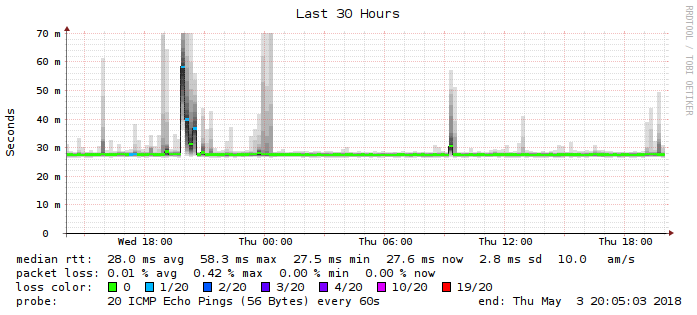 Last 30 Hours
RRDTOOL / TOBI OETIKER
Seconds
70 m
60 m
50 m
40 m
30 m
20 m
10 m
0
Wed 18:00 Thu 00:00 Thu 06:00 Thu 12:00 Thu 18:00
median rtt: 28.0 ms avg 58.3 ms max 27.5 ms min 27.6 ms now 2.8 ms sd 10.0 am/s
packet loss: 0.01 % avg 0.42 % max 0.00 % min 0.00 % now
loss color: 0 1/20 2/20 3/20 4/20 10/20 19/20
probe: 20 ICMP Echo Pings (56 Bytes) every 60s end: Thu May 3 20:05:03 2018